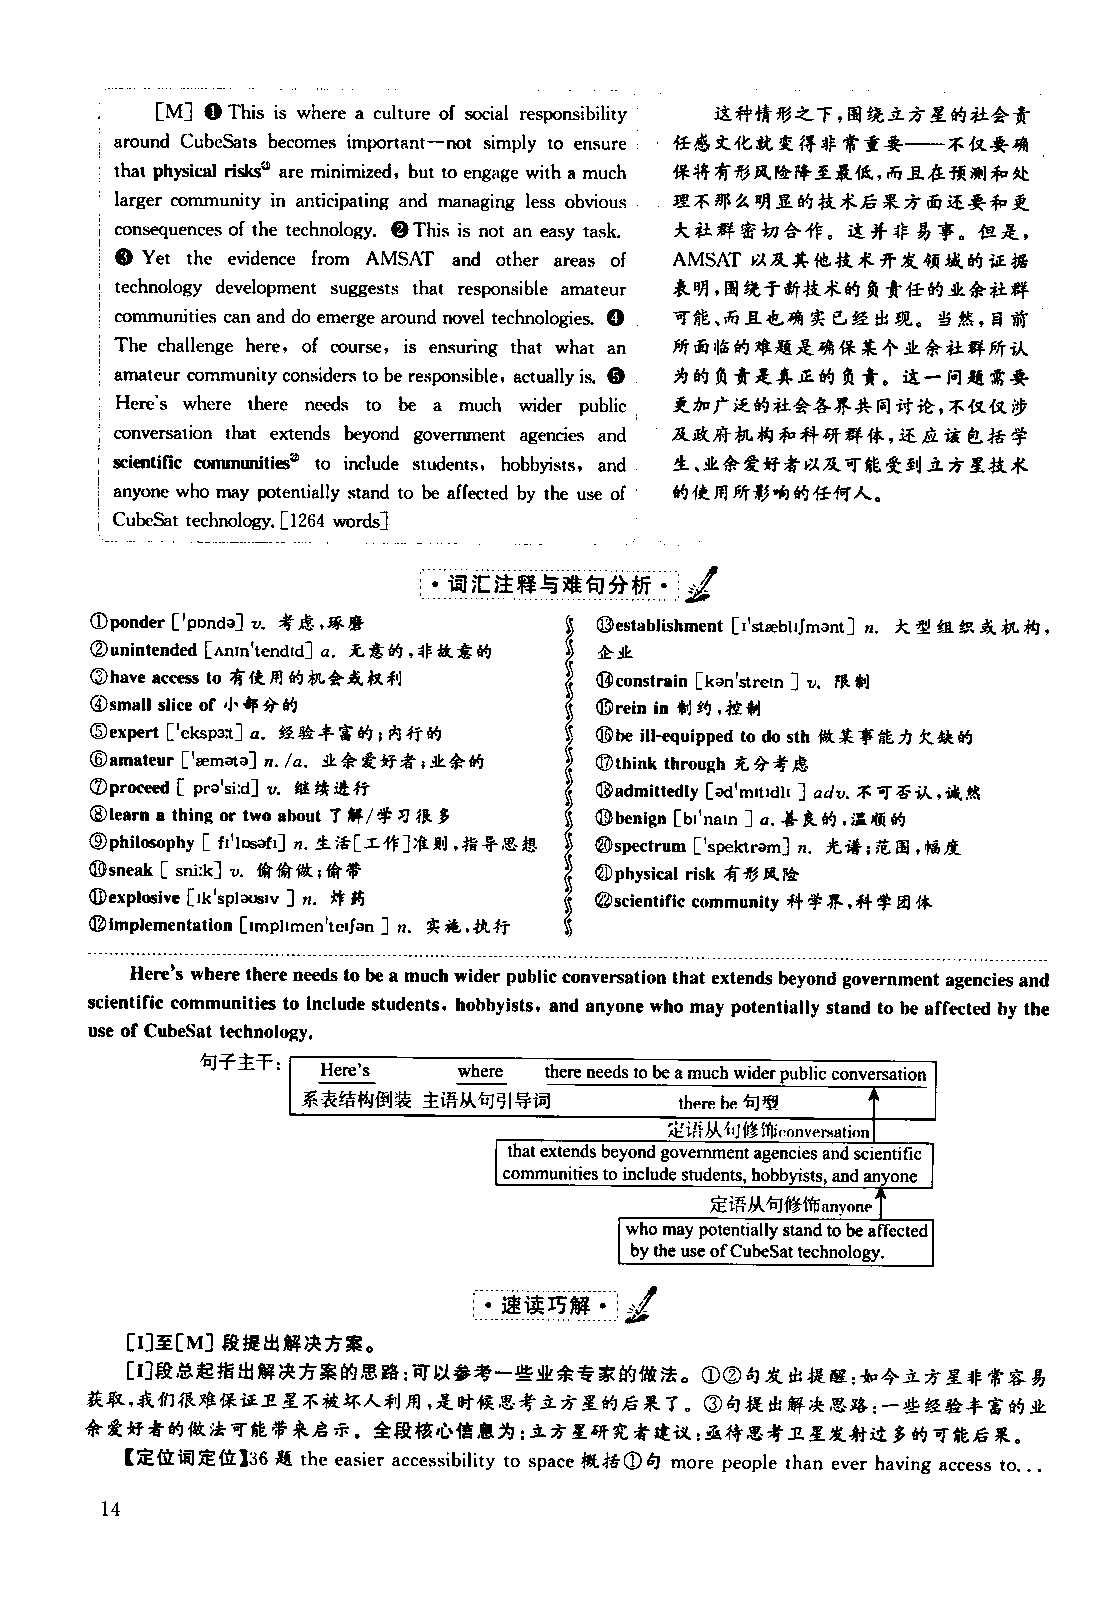 [M] ❶ This is where a culture of social responsibility
around CubeSats becomes important—not simply to ensure
that physical risks㉑ are minimized, but to engage with a much
larger community in anticipating and managing less obvious
consequences of the technology. ❷ This is not an easy task.
❸ Yet the evidence from AMSAT and other areas of
technology development suggests that responsible amateur
communities can and do emerge around novel technologies. ❹
The challenge here, of course, is ensuring that what an
amateur community considers to be responsible, actually is. ❺
Here's where there needs to be a much wider public
conversation that extends beyond government agencies and
scientific communities㉒ to include students, hobbyists, and
anyone who may potentially stand to be affected by the use of
CubeSat technology. [1264 words]
这种情形之下,围绕立方星的社会责
任感文化就变得非常重要——不仅要确
保将有形风险降至最低,而且在预测和处
理不那么明显的技术后果方面还要和更
大社群密切合作。这并非易事。但是,
AMSAT 以及其他技术开发领域的证据
表明,围绕于新技术的负责任的业余社群
可能、而且也确实已经出现。当然,目前
所面临的难题是确保某个业余社群所认
为的负责是真正的负责。这一问题需要
更加广泛的社会各界共同讨论,不仅仅涉
及政府机构和科研群体,还应该包括学
生、业余爱好者以及可能受到立方星技术
的使用所影响的任何人。
·词汇注释与难句分析·
①ponder [ˈpɒndə] v. 考虑,琢磨
②unintended [ʌnɪnˈtendɪd] a. 无意的,非故意的
③have access to 有使用的机会或权利
④small slice of 小部分的
⑤expert [ˈekspɜːt] a. 经验丰富的;内行的
⑥amateur [ˈæmətə] n. /a. 业余爱好者;业余的
⑦proceed [ prəˈsiːd] v. 继续进行
⑧learn a thing or two about 了解/学习很多
⑨philosophy [ fɪˈlɒsəfɪ] n. 生活[工作]准则,指导思想
⑩sneak [ sniːk] v. 偷偷做;偷带
⑪explosive [ɪkˈspləʊsɪv ] n. 炸药
⑫implementation [ɪmplɪmenˈteɪʃən ] n. 实施,执行
⑬establishment [ɪˈstæblɪʃmənt] n. 大型组织或机构,
企业
⑭constrain [kənˈstreɪn ] v. 限制
⑮rein in 制约,控制
⑯be ill-equipped to do sth 做某事能力欠缺的
⑰think through 充分考虑
⑱admittedly [ədˈmɪtɪdlɪ ] adv. 不可否认,诚然
⑲benign [bɪˈnaɪn ] a. 善良的,温顺的
⑳spectrum [ˈspektrəm] n. 光谱;范围,幅度
㉑physical risk 有形风险
㉒scientific community 科学界,科学团体
Here's where there needs to be a much wider public conversation that extends beyond government agencies and
scientific communities to include students, hobbyists, and anyone who may potentially stand to be affected by the
use of CubeSat technology.
句子主干:
Here's where there needs to be a much wider public conversation
系表结构倒装 主语从句引导词 there be 句型
定语从句修饰conversation
that extends beyond government agencies and scientific
communities to include students, hobbyists, and anyone
定语从句修饰anyone
who may potentially stand to be affected
by the use of CubeSat technology.
·速读巧解·
[I]至[M] 段提出解决方案。
[I]段总起指出解决方案的思路:可以参考一些业余专家的做法。①②句发出提醒:如今立方星非常容易
获取,我们很难保证卫星不被坏人利用,是时候思考立方星的后果了。③句提出解决思路:一些经验丰富的业
余爱好者的做法可能带来启示。全段核心信息为:立方星研究者建议:亟待思考卫星发射过多的可能后果。
【定位词定位】36 题 the easier accessibility to space 概括①句 more people than ever having access to...
14